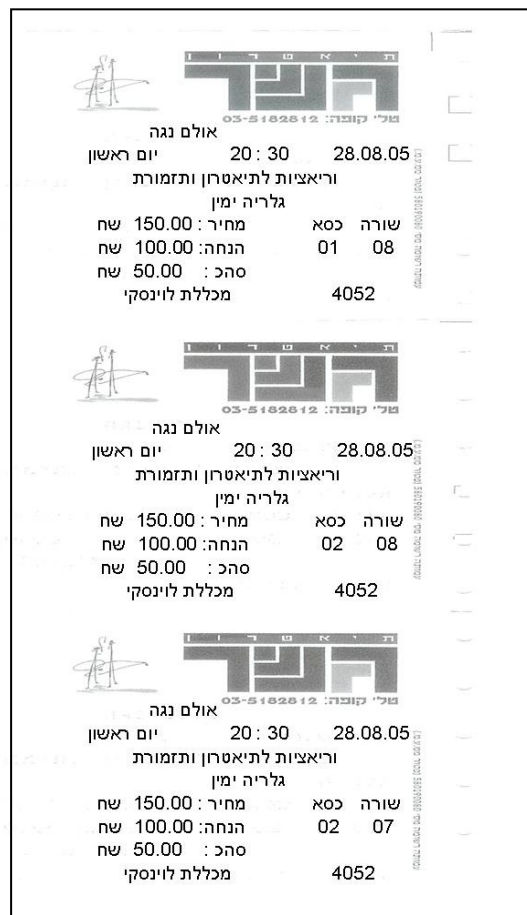 תיאטרון
טל' קופה: 03-5182812
אולם נגה
28.08.05 20:30 יום ראשון
וריאציות לתיאטרון ותזמורת
גלריה ימין
שורה כסא מחיר: 150.00 שח
08 01 הנחה: 100.00 שח
סהכ: 50.00 שח
4052 מכללת לוינסקי
תיאטרון
טל' קופה: 03-5182812
אולם נגה
28.08.05 20:30 יום ראשון
וריאציות לתיאטרון ותזמורת
גלריה ימין
שורה כסא מחיר: 150.00 שח
08 02 הנחה: 100.00 שח
סהכ: 50.00 שח
4052 מכללת לוינסקי
תיאטרון
טל' קופה: 03-5182812
אולם נגה
28.08.05 20:30 יום ראשון
וריאציות לתיאטרון ותזמורת
גלריה ימין
שורה כסא מחיר: 150.00 שח
07 02 הנחה: 100.00 שח
סהכ: 50.00 שח
4052 מכללת לוינסקי